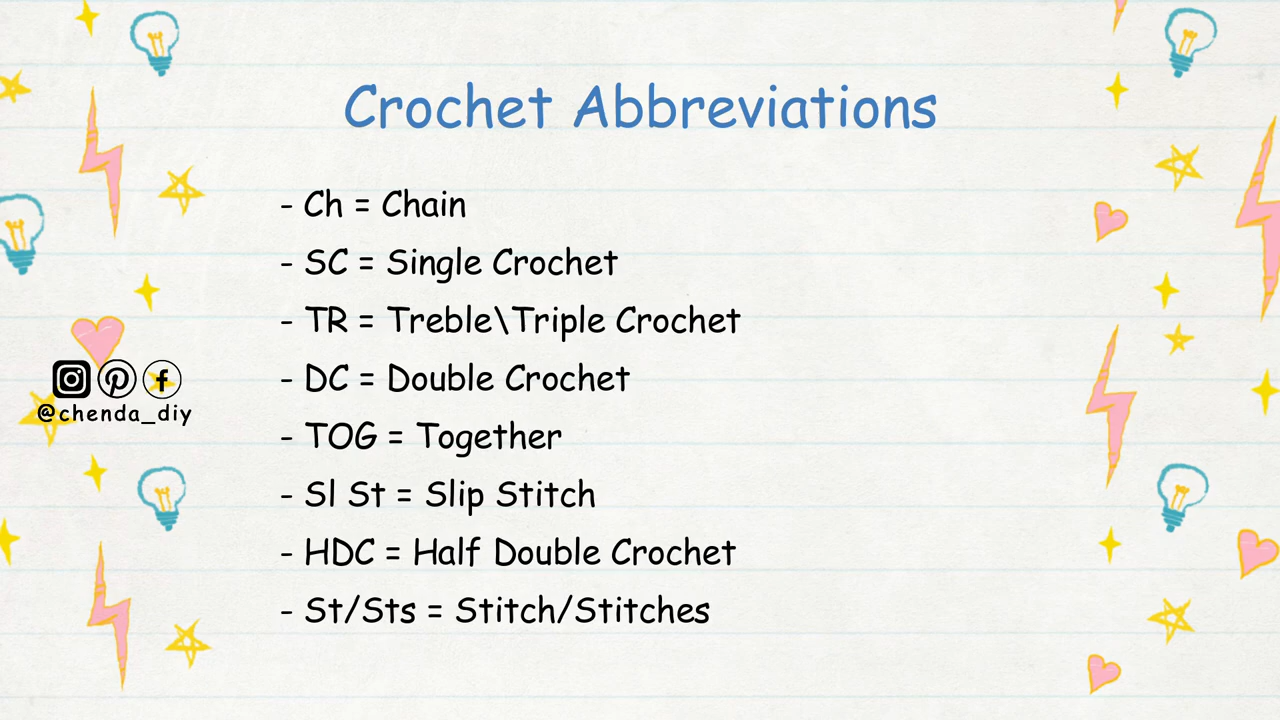 Crochet Abbreviations
- Ch = Chain
- SC = Single Crochet
- TR = Treble\Triple Crochet
- DC = Double Crochet
- TOG = Together
- Sl St = Slip Stitch
- HDC = Half Double Crochet
- St/Sts = Stitch/Stitches
@chenda_diy